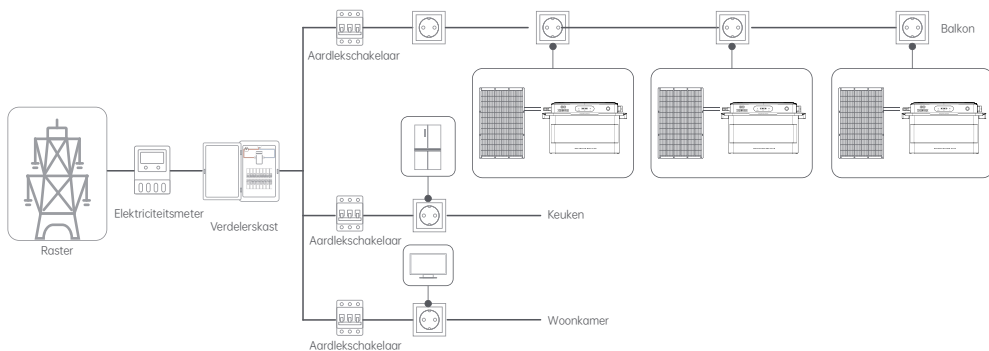 Balkon
Aardlekschakelaar
Elektriciteitsmeter
Verdelerskast
Raster
Aardlekschakelaar
Keuken
Aardlekschakelaar
Woonkamer